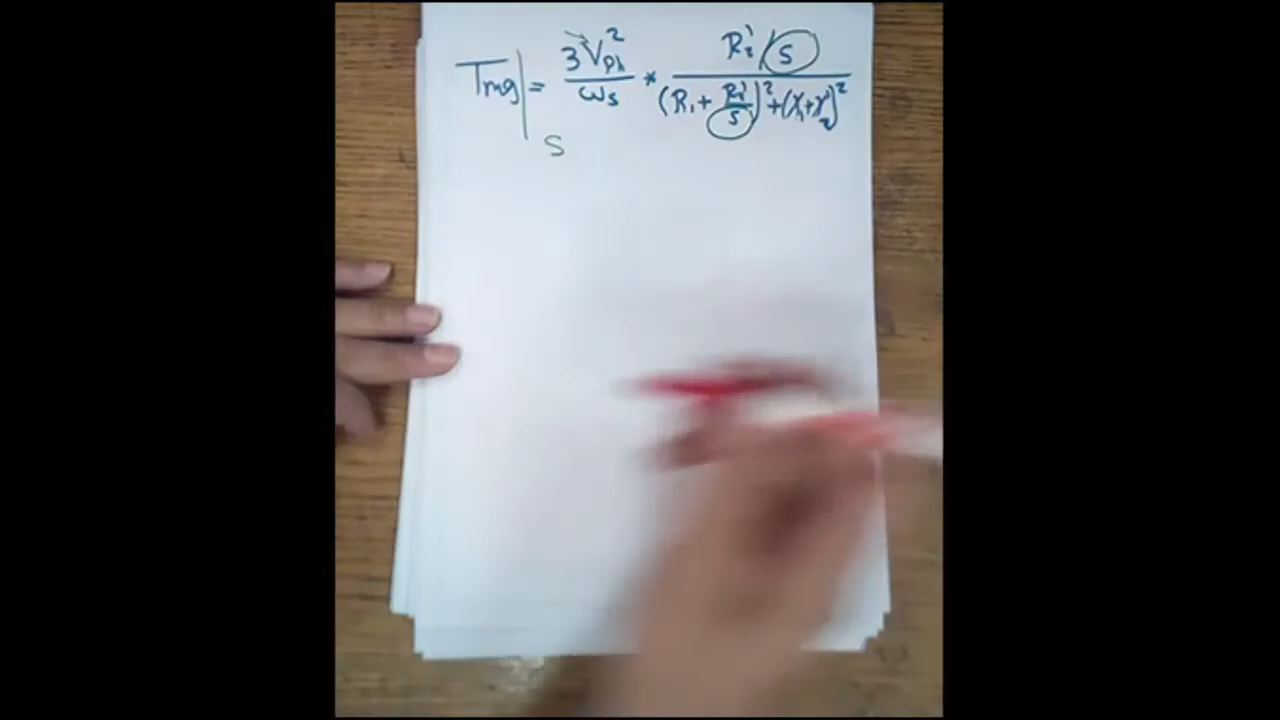 Tmg| = 3Vph²/ωs * (R₂'/s)/((R₁ + R₂'/s)² + (X₁+X₂')²)
s